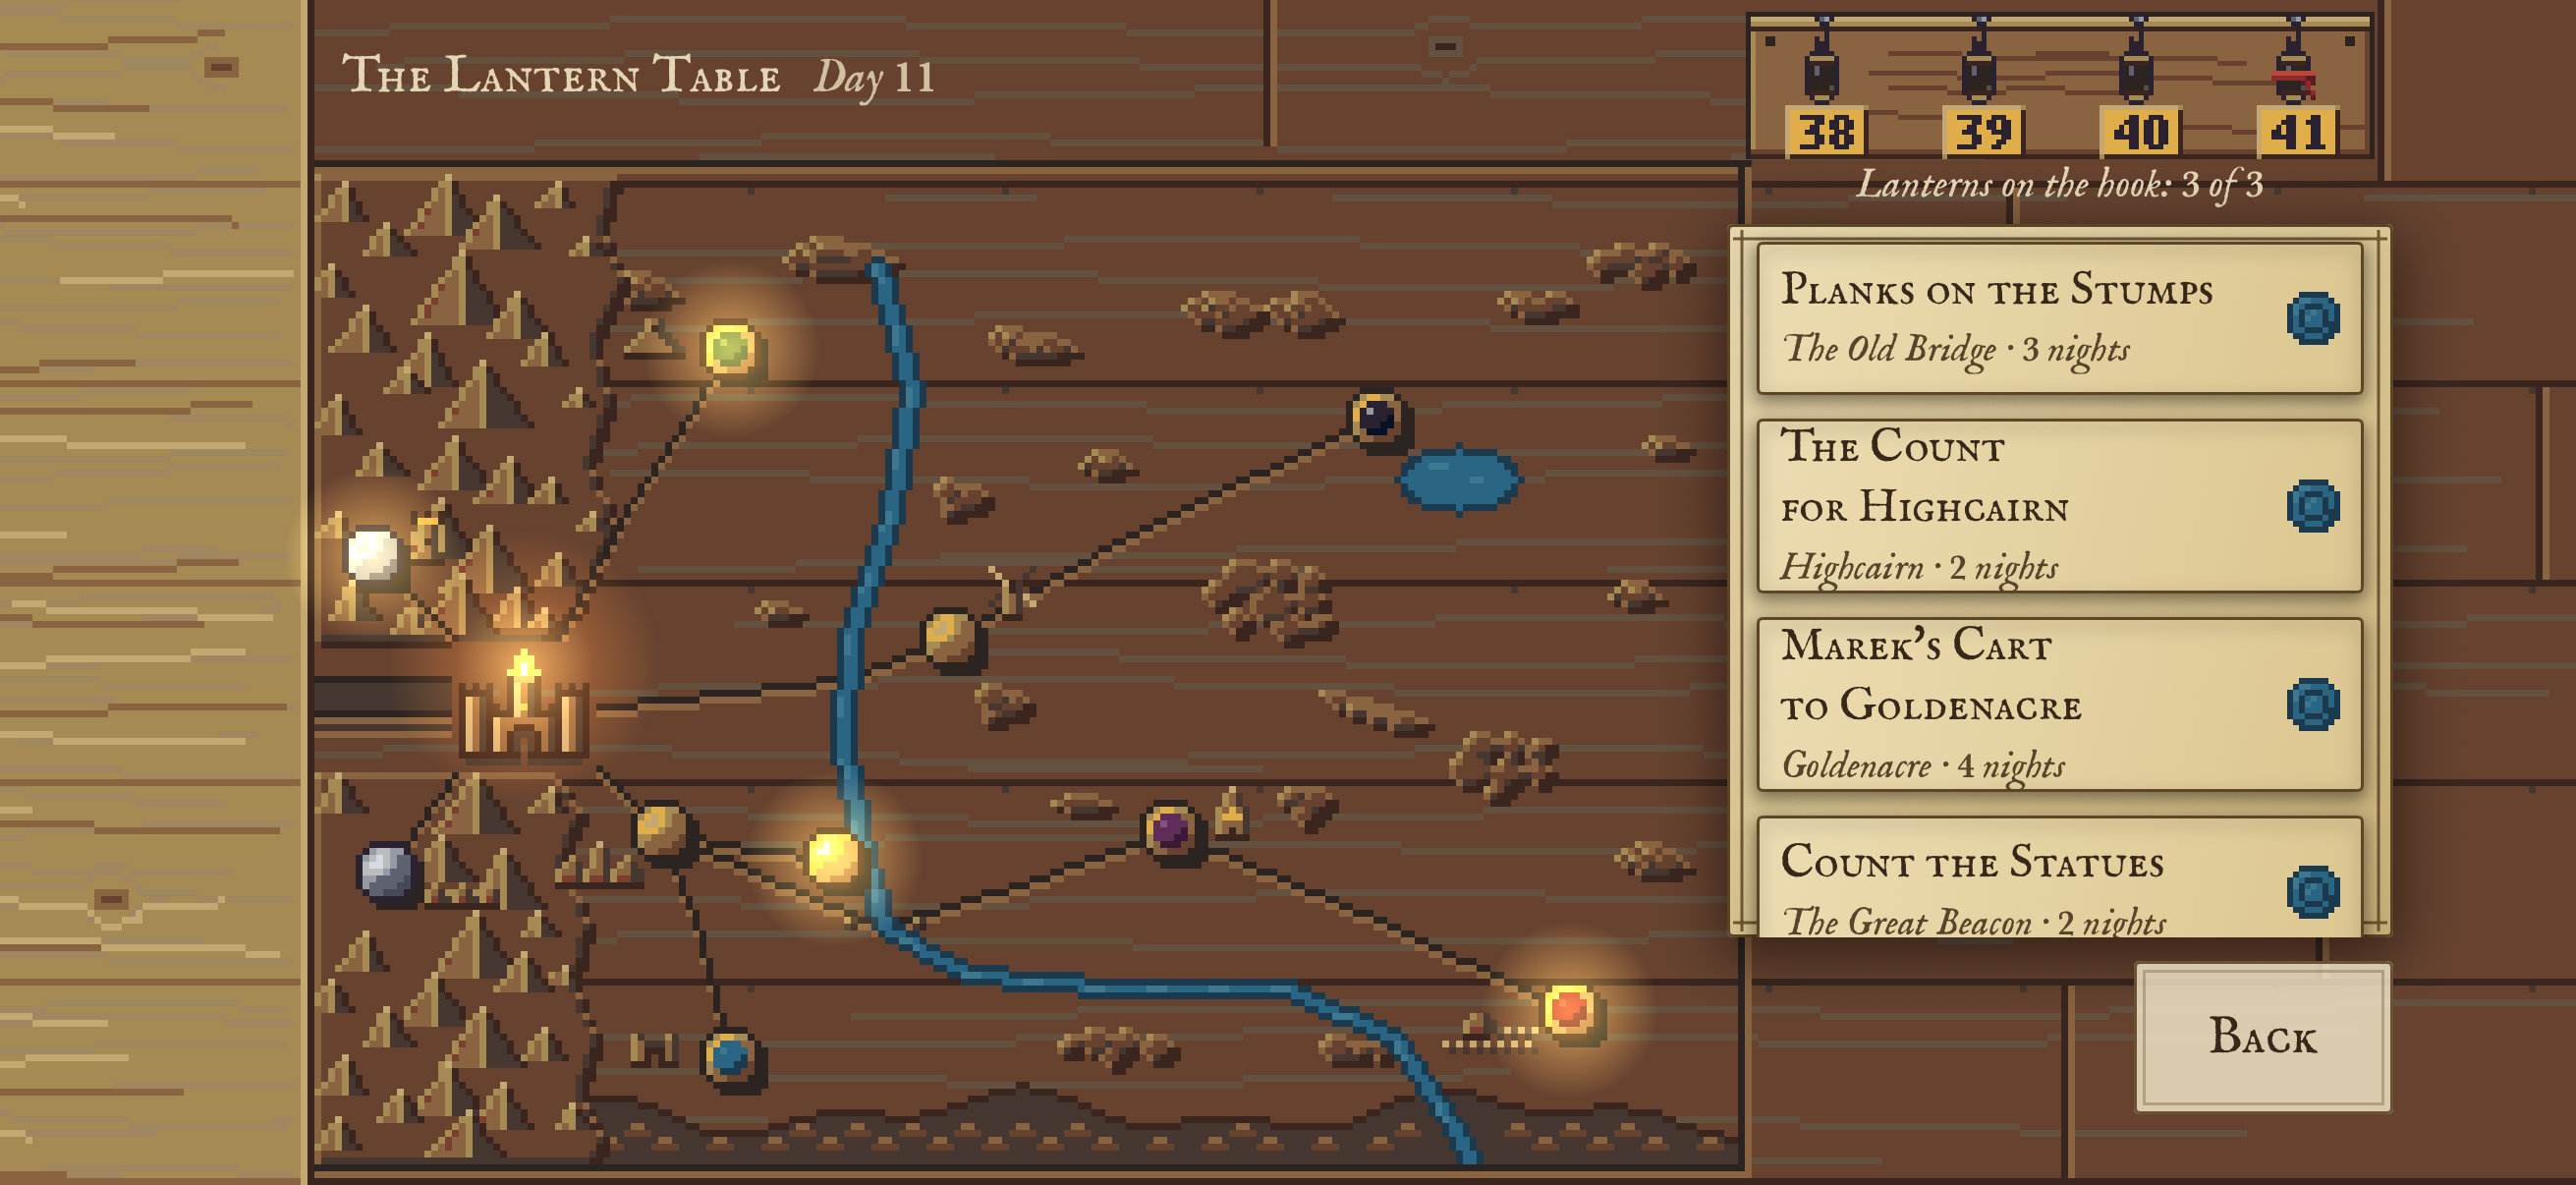 The Lantern Table Day 11
38 39 40 41
Lanterns on the hook: 3 of 3
Planks on the Stumps
The Old Bridge · 3 nights
The Count
for Highcairn
Highcairn · 2 nights
Marek's Cart
to Goldenacre
Goldenacre · 4 nights
Count the Statues
The Great Beacon · 2 nights
Back